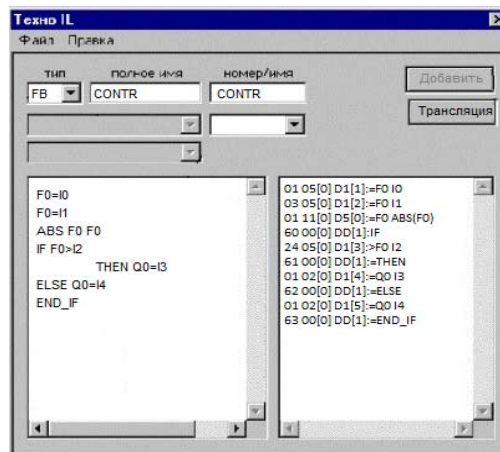 Техно IL
Файл Правка
тип полное имя номер/имя
FB CONTR CONTR
Добавить
Трансляция
F0=I0
F0=I1
ABS F0 F0
IF F0>I2
THEN Q0=I3
ELSE Q0=I4
END_IF
01 05[0] D1[1]:=F0 I0
03 05[0] D1[2]:=F0 I1
01 11[0] D5[0]:=F0 ABS(F0)
60 00[0] DD[1]:IF
24 05[0] D1[3]:>F0 I2
61 00[0] DD[1]:=THEN
01 02[0] D1[4]:=Q0 I3
62 00[0] DD[1]:=ELSE
01 02[0] D1[5]:=Q0 I4
63 00[0] DD[1]:=END_IF